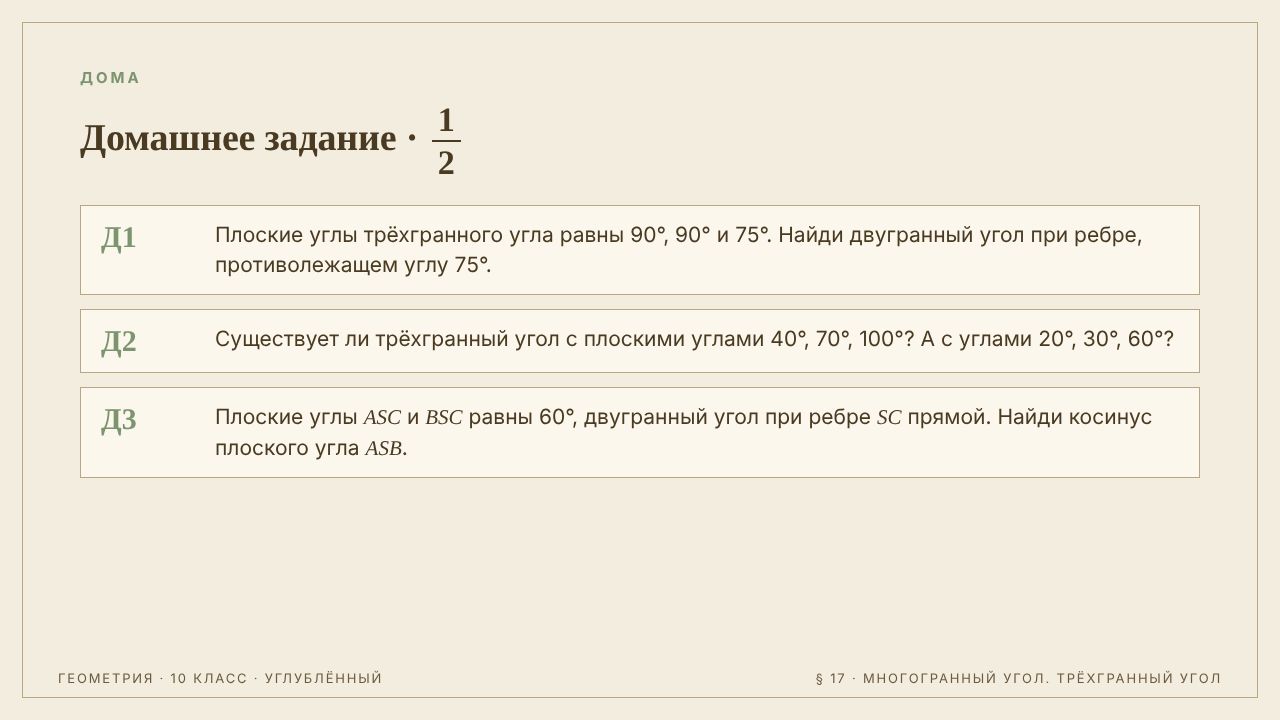 ДОМА
Домашнее задание · 1/2
Д1
Плоские углы трёхгранного угла равны 90°, 90° и 75°. Найди двугранный угол при ребре,
противолежащем углу 75°.
Д2
Существует ли трёхгранный угол с плоскими углами 40°, 70°, 100°? А с углами 20°, 30°, 60°?
Д3
Плоские углы ASC и BSC равны 60°, двугранный угол при ребре SC прямой. Найди косинус
плоского угла ASB.
ГЕОМЕТРИЯ · 10 КЛАСС · УГЛУБЛЁННЫЙ
§ 17 · МНОГОГРАННЫЙ УГОЛ. ТРЁХГРАННЫЙ УГОЛ